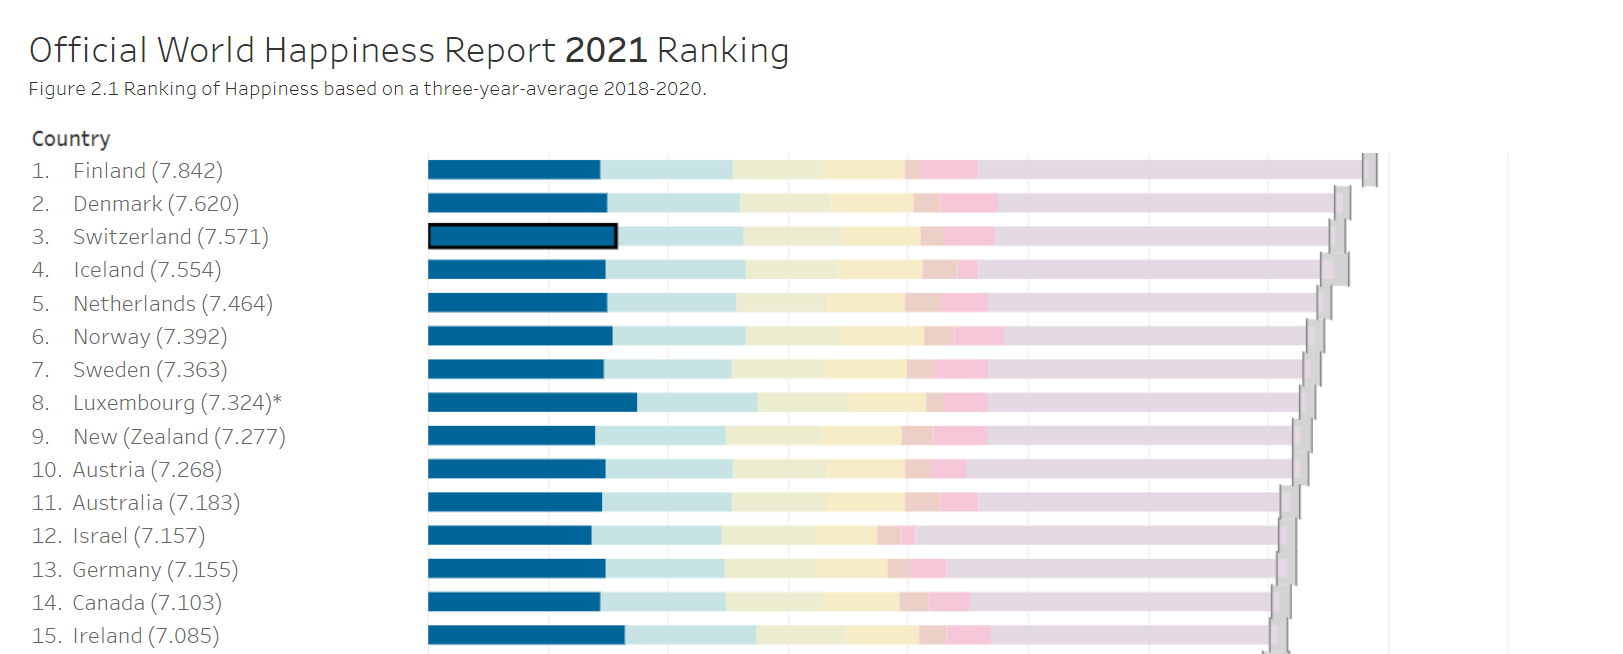 Official World Happiness Report 2021 Ranking
Figure 2.1 Ranking of Happiness based on a three-year-average 2018-2020.
Country
1. Finland (7.842)
2. Denmark (7.620)
3. Switzerland (7.571)
4. Iceland (7.554)
5. Netherlands (7.464)
6. Norway (7.392)
7. Sweden (7.363)
8. Luxembourg (7.324)*
9. New (Zealand (7.277)
10. Austria (7.268)
11. Australia (7.183)
12. Israel (7.157)
13. Germany (7.155)
14. Canada (7.103)
15. Ireland (7.085)